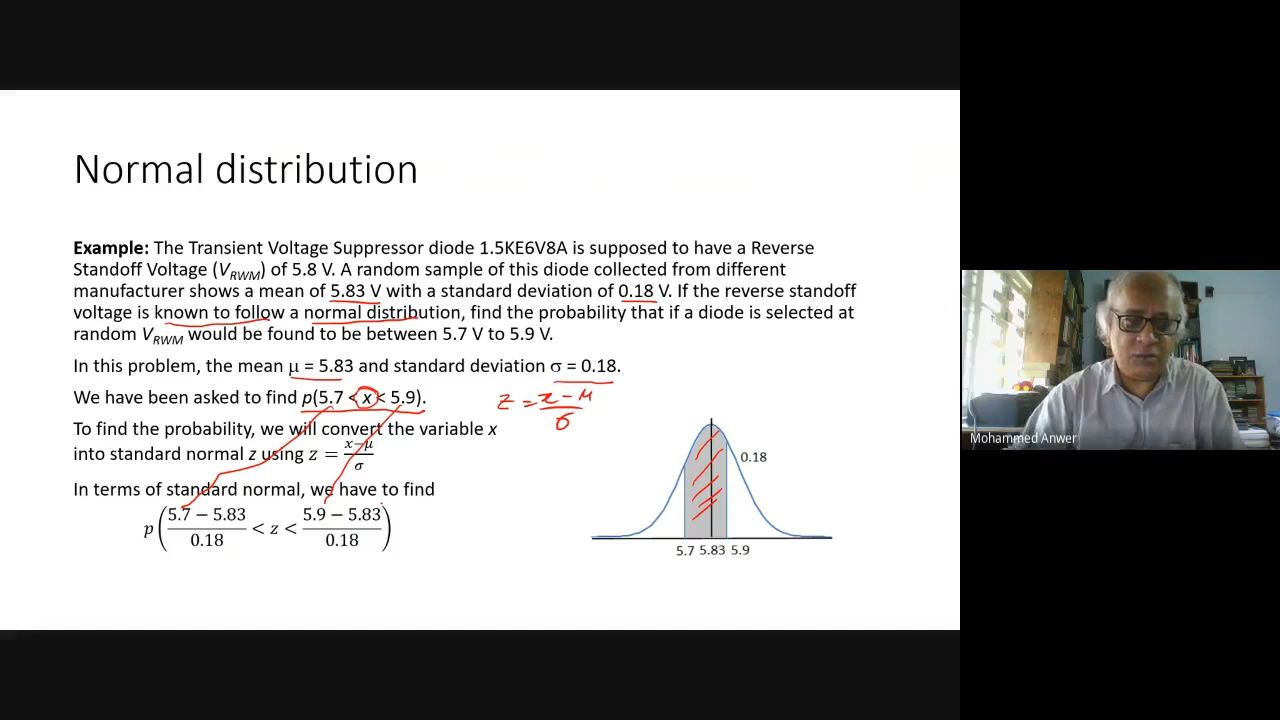 Normal distribution
Example: The Transient Voltage Suppressor diode 1.5KE6V8A is supposed to have a Reverse
Standoff Voltage (V_RWM) of 5.8 V. A random sample of this diode collected from different
manufacturer shows a mean of 5.83 V with a standard deviation of 0.18 V. If the reverse standoff
voltage is known to follow a normal distribution, find the probability that if a diode is selected at
random V_RWM would be found to be between 5.7 V to 5.9 V.
In this problem, the mean μ = 5.83 and standard deviation σ = 0.18.
We have been asked to find p(5.7 < x < 5.9).
z = (x − μ)/σ
To find the probability, we will convert the variable x
into standard normal z using z = (x−μ)/σ
In terms of standard normal, we have to find
p((5.7 − 5.83)/0.18 < z < (5.9 − 5.83)/0.18)
0.18
5.7 5.83 5.9
Mohammed Anwer